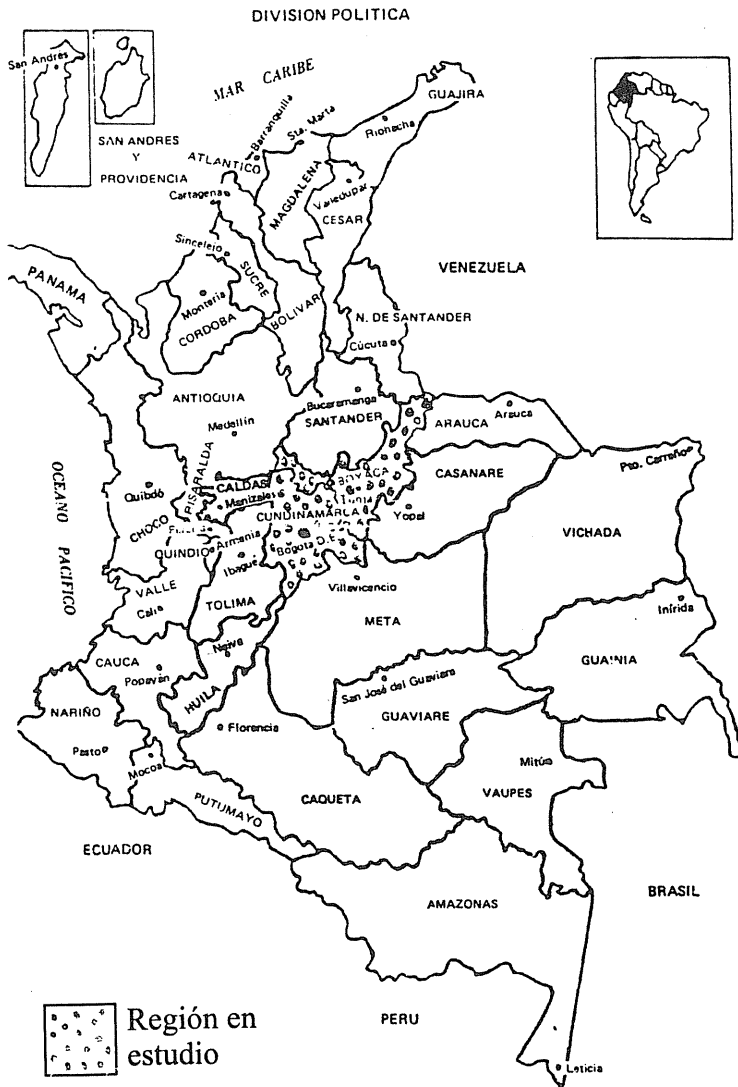 DIVISION POLITICA
San Andrés
SAN ANDRES
Y
PROVIDENCIA
MAR CARIBE
GUAJIRA
Riohacha
Sta. Marta
Barranquilla
ATLANTICO
MAGDALENA
Cartagena
Valledupar
CESAR
Sincelejo
SUCRE
VENEZUELA
PANAMA
Montería
CORDOBA
BOLIVAR
N. DE SANTANDER
Cúcuta
ANTIOQUIA
Bucaramanga
SANTANDER
ARAUCA
Arauca
Medellín
RISARALDA
CALDAS
BOYACA
CASANARE
Pto. Carreño
OCEANO PACIFICO
Quibdó
Manizales
Tunja
CHOCO
CUNDINAMARCA
Yopal
VICHADA
QUINDIO
Armenia
Bogotá D.E.
Ibagué
VALLE
Villavicencio
Cali
TOLIMA
META
Inírida
CAUCA
Neiva
GUAINIA
Popayán
San José del Guaviare
HUILA
NARIÑO
GUAVIARE
Florencia
Pasto
Mocoa
Mitú
VAUPES
PUTUMAYO
CAQUETA
ECUADOR
BRASIL
AMAZONAS
Región en
estudio
PERU
Leticia